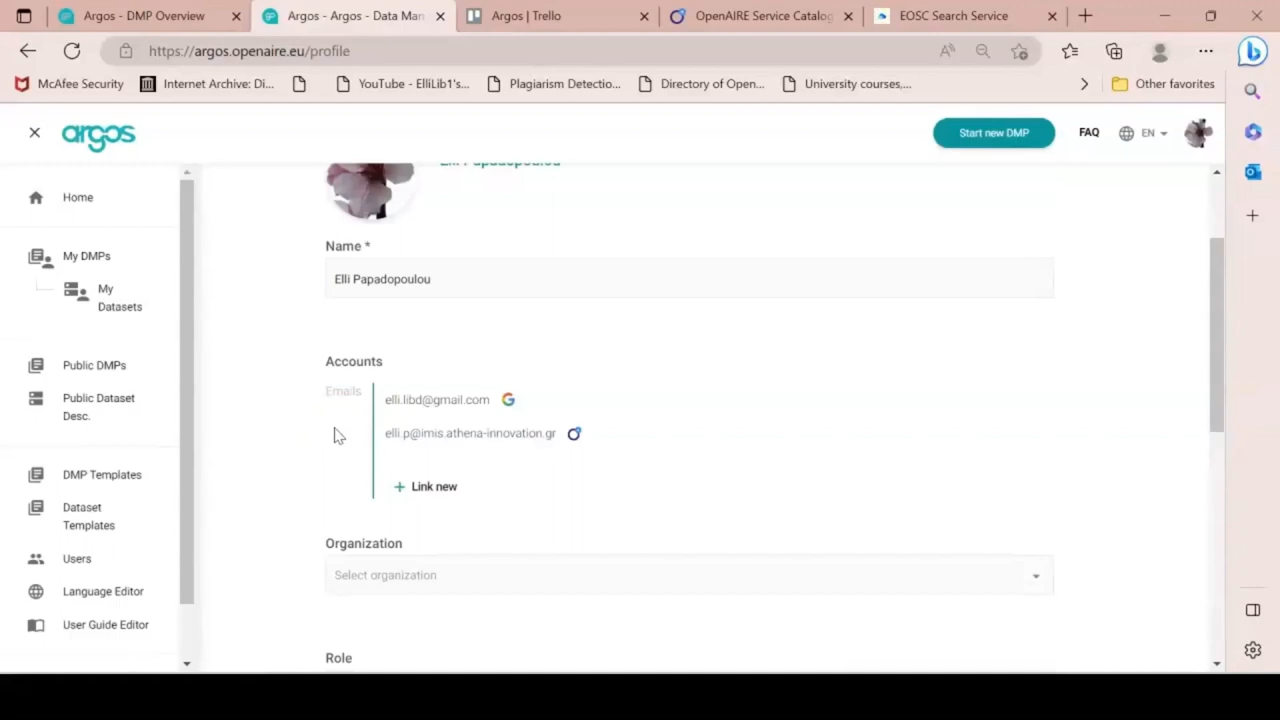 Argos - DMP Overview
Argos - Argos - Data Man
Argos | Trello
OpenAIRE Service Catalog
EOSC Search Service
https://argos.openaire.eu/profile
McAfee Security
Internet Archive: Di...
YouTube - ElliLib1's...
Plagiarism Detectio...
Directory of Open...
University courses,...
Other favorites
argos
Start new DMP
FAQ
EN
Home
Elli Papadopoulou
Name *
My DMPs
Elli Papadopoulou
My
Datasets
Public DMPs
Accounts
Public Dataset
Desc.
Emails
elli.libd@gmail.com
elli.p@imis.athena-innovation.gr
DMP Templates
Link new
Dataset
Templates
Organization
Users
Select organization
Language Editor
User Guide Editor
Role